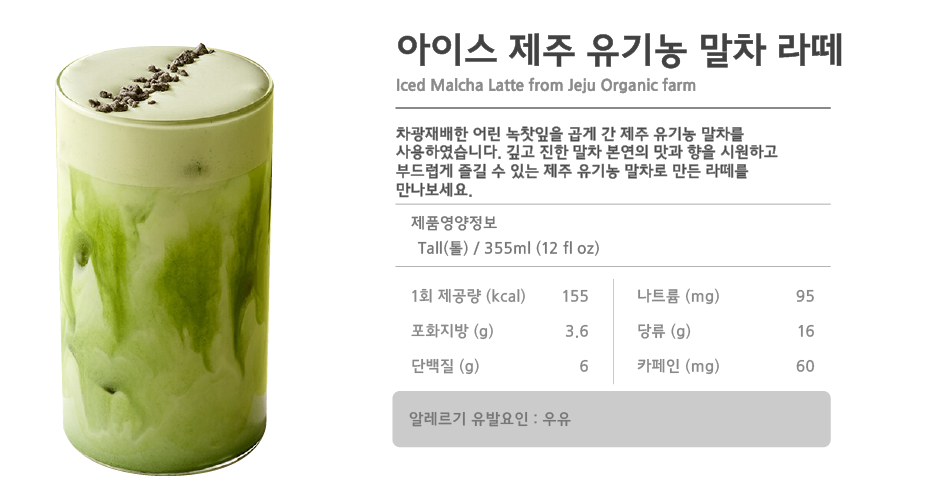 아이스 제주 유기농 말차 라떼
Iced Malcha Latte from Jeju Organic farm
차광재배한 어린 녹찻잎을 곱게 간 제주 유기농 말차를
사용하였습니다. 깊고 진한 말차 본연의 맛과 향을 시원하고
부드럽게 즐길 수 있는 제주 유기농 말차로 만든 라떼를
만나보세요.
제품영양정보
Tall(톨) / 355ml (12 fl oz)
1회 제공량 (kcal) 155 나트륨 (mg) 95
포화지방 (g) 3.6 당류 (g) 16
단백질 (g) 6 카페인 (mg) 60
알레르기 유발요인 : 우유